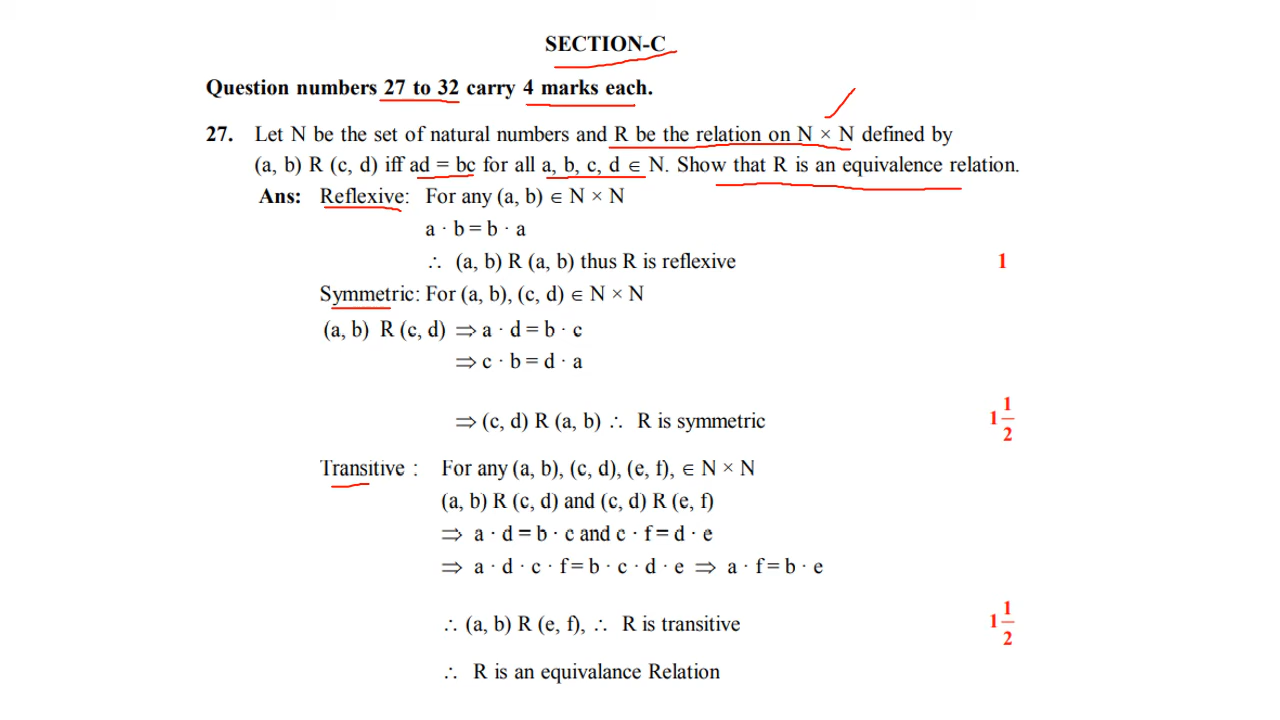 SECTION-C
Question numbers 27 to 32 carry 4 marks each.
27. Let N be the set of natural numbers and R be the relation on N × N defined by
(a, b) R (c, d) iff ad = bc for all a, b, c, d ∈ N. Show that R is an equivalence relation.
Ans: Reflexive: For any (a, b) ∈ N × N
a · b = b · a
∴ (a, b) R (a, b) thus R is reflexive 1
Symmetric: For (a, b), (c, d) ∈ N × N
(a, b) R (c, d) ⇒ a · d = b · c
⇒ c · b = d · a
⇒ (c, d) R (a, b) ∴ R is symmetric 1 1/2
Transitive : For any (a, b), (c, d), (e, f), ∈ N × N
(a, b) R (c, d) and (c, d) R (e, f)
⇒ a · d = b · c and c · f = d · e
⇒ a · d · c · f = b · c · d · e ⇒ a · f = b · e
∴ (a, b) R (e, f), ∴ R is transitive 1 1/2
∴ R is an equivalance Relation